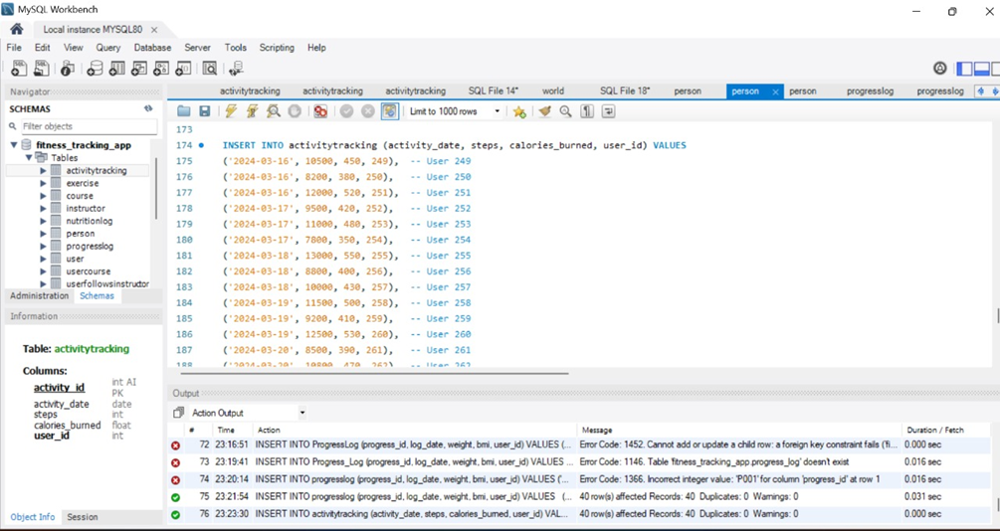 MySQL Workbench
Local instance MYSQL80
File Edit View Query Database Server Tools Scripting Help
Navigator
SCHEMAS
Filter objects
fitness_tracking_app
Tables
activitytracking
exercise
course
instructor
nutritionlog
person
progresslog
user
usercourse
userfollowsinstructor
Administration Schemas
Information
Table: activitytracking
Columns:
activity_id int AI PK
activity_date date
steps int
calories_burned float
user_id int
Object Info Session
activitytracking activitytracking activitytracking SQL File 14* world SQL File 18* person person person progresslog progresslog
Limit to 1000 rows
173
174 INSERT INTO activitytracking (activity_date, steps, calories_burned, user_id) VALUES
175 ('2024-03-16', 10500, 450, 249), -- User 249
176 ('2024-03-16', 8200, 380, 250), -- User 250
177 ('2024-03-16', 12000, 520, 251), -- User 251
178 ('2024-03-17', 9500, 420, 252), -- User 252
179 ('2024-03-17', 11000, 480, 253), -- User 253
180 ('2024-03-17', 7800, 350, 254), -- User 254
181 ('2024-03-18', 13000, 550, 255), -- User 255
182 ('2024-03-18', 8800, 400, 256), -- User 256
183 ('2024-03-18', 10000, 430, 257), -- User 257
184 ('2024-03-19', 11500, 500, 258), -- User 258
185 ('2024-03-19', 9200, 410, 259), -- User 259
186 ('2024-03-19', 12500, 530, 260), -- User 260
187 ('2024-03-20', 8500, 390, 261), -- User 261
188 ('2024-03-20', 10800, 470, 262), -- User 262
Output
Action Output
# Time Action Message Duration / Fetch
72 23:16:51 INSERT INTO ProgressLog (progress_id, log_date, weight, bmi, user_id) VALUES (... Error Code: 1452. Cannot add or update a child row: a foreign key constraint fails ('fi... 0.000 sec
73 23:19:41 INSERT INTO Progress_Log (progress_id, log_date, weight, bmi, user_id) VALUES ... Error Code: 1146. Table 'fitness_tracking_app.progress_log' doesn't exist 0.016 sec
74 23:20:14 INSERT INTO progresslog (progress_id, log_date, weight, bmi, user_id) VALUES ('... Error Code: 1366. Incorrect integer value: 'P001' for column 'progress_id' at row 1 0.016 sec
75 23:21:54 INSERT INTO progresslog (progress_id, log_date, weight, bmi, user_id) VALUES (... 40 row(s) affected Records: 40 Duplicates: 0 Warnings: 0 0.031 sec
76 23:23:30 INSERT INTO activitytracking (activity_date, steps, calories_burned, user_id) VAL... 40 row(s) affected Records: 40 Duplicates: 0 Warnings: 0 0.000 sec